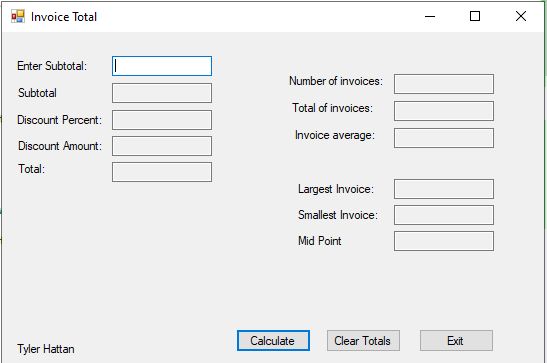 Invoice Total
Enter Subtotal:
Subtotal
Discount Percent:
Discount Amount:
Total:
Number of invoices:
Total of invoices:
Invoice average:
Largest Invoice:
Smallest Invoice:
Mid Point
Calculate
Clear Totals
Exit
Tyler Hattan